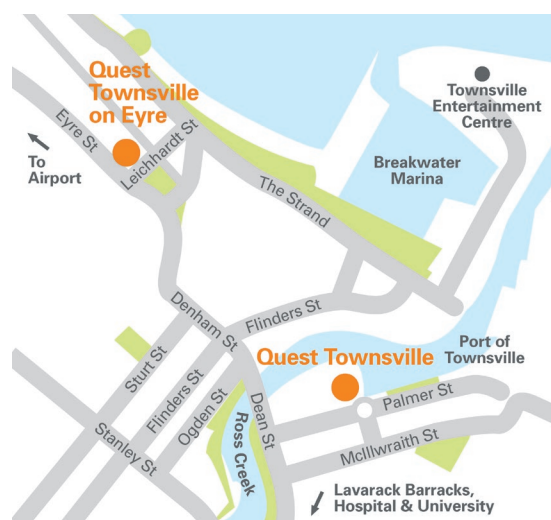 Quest
Townsville
on Eyre
Townsville
Entertainment
Centre
Eyre St
Leichhardt St
To
Airport
Breakwater
Marina
The Strand
Denham St
Flinders St
Port of
Townsville
Quest Townsville
Sturt St
Flinders St
Ogden St
Dean St
Palmer St
Stanley St
Ross Creek
McIlwraith St
Lavarack Barracks,
Hospital & University